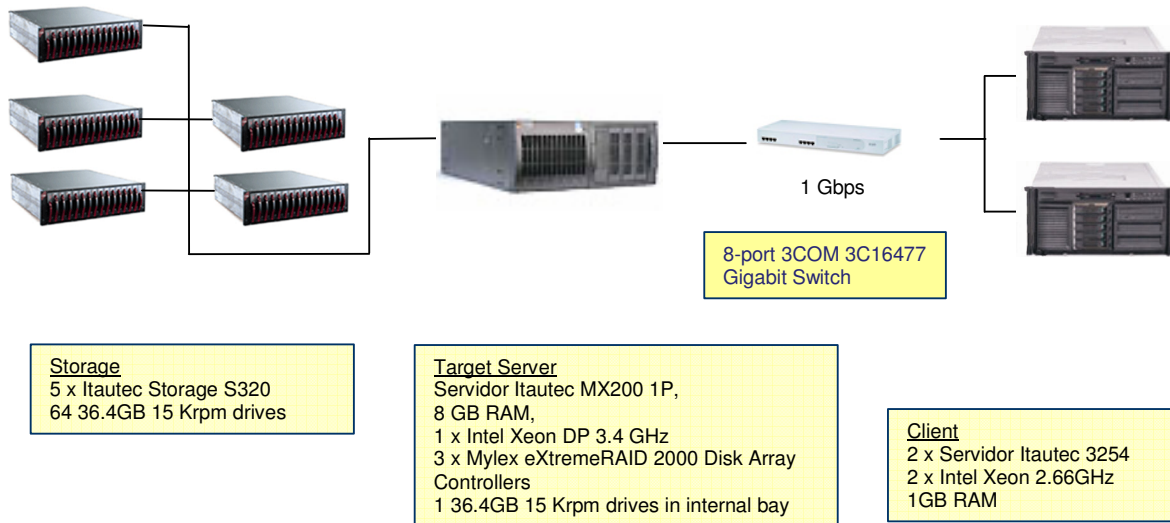 1 Gbps
8-port 3COM 3C16477
Gigabit Switch
Storage
5 x Itautec Storage S320
64 36.4GB 15 Krpm drives
Target Server
Servidor Itautec MX200 1P,
8 GB RAM,
1 x Intel Xeon DP 3.4 GHz
3 x Mylex eXtremeRAID 2000 Disk Array
Controllers
1 36.4GB 15 Krpm drives in internal bay
Client
2 x Servidor Itautec 3254
2 x Intel Xeon 2.66GHz
1GB RAM